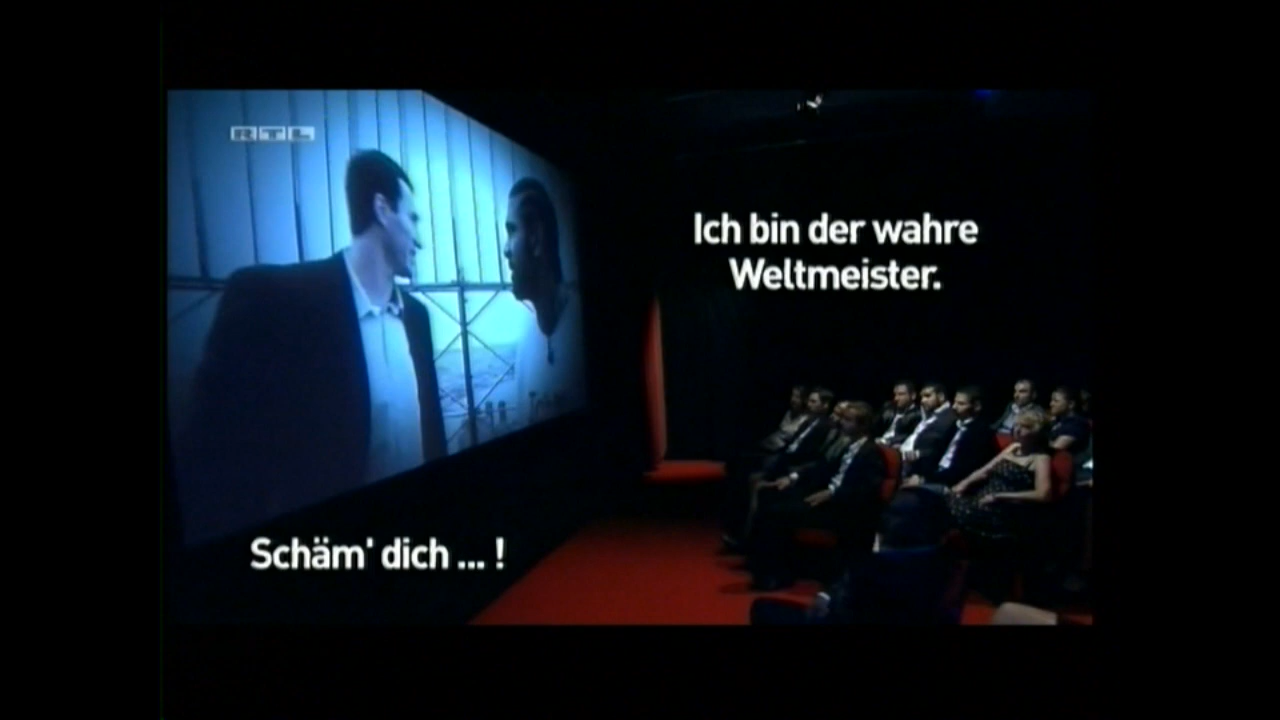 RTL
Ich bin der wahre
Weltmeister.
Schäm' dich ... !